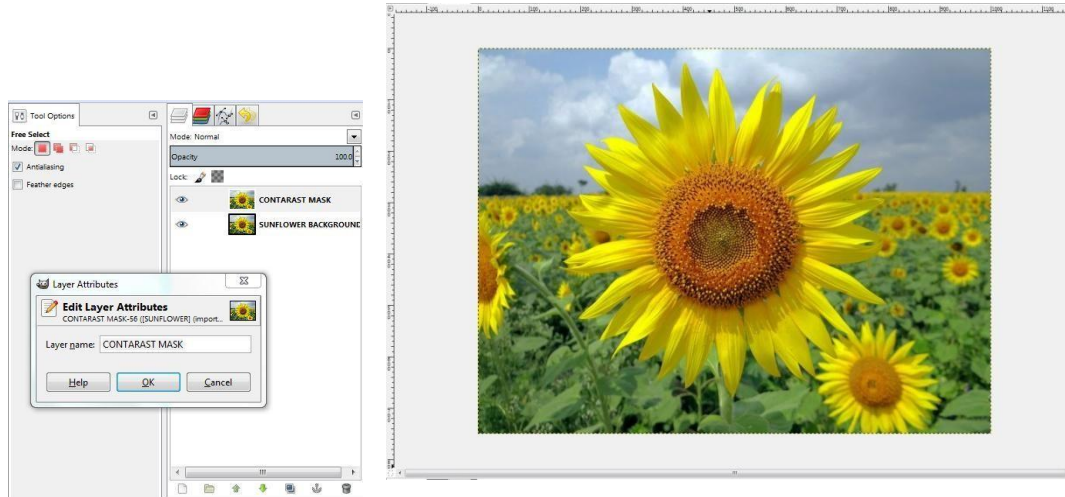 Tool Options
Free Select
Mode:
Antialiasing
Feather edges
Mode: Normal
Opacity 100.0
Lock:
CONTARAST MASK
SUNFLOWER BACKGROUND
Layer Attributes
Edit Layer Attributes
CONTARAST MASK-56 ([SUNFLOWER] (import...
Layer name: CONTARAST MASK
Help OK Cancel